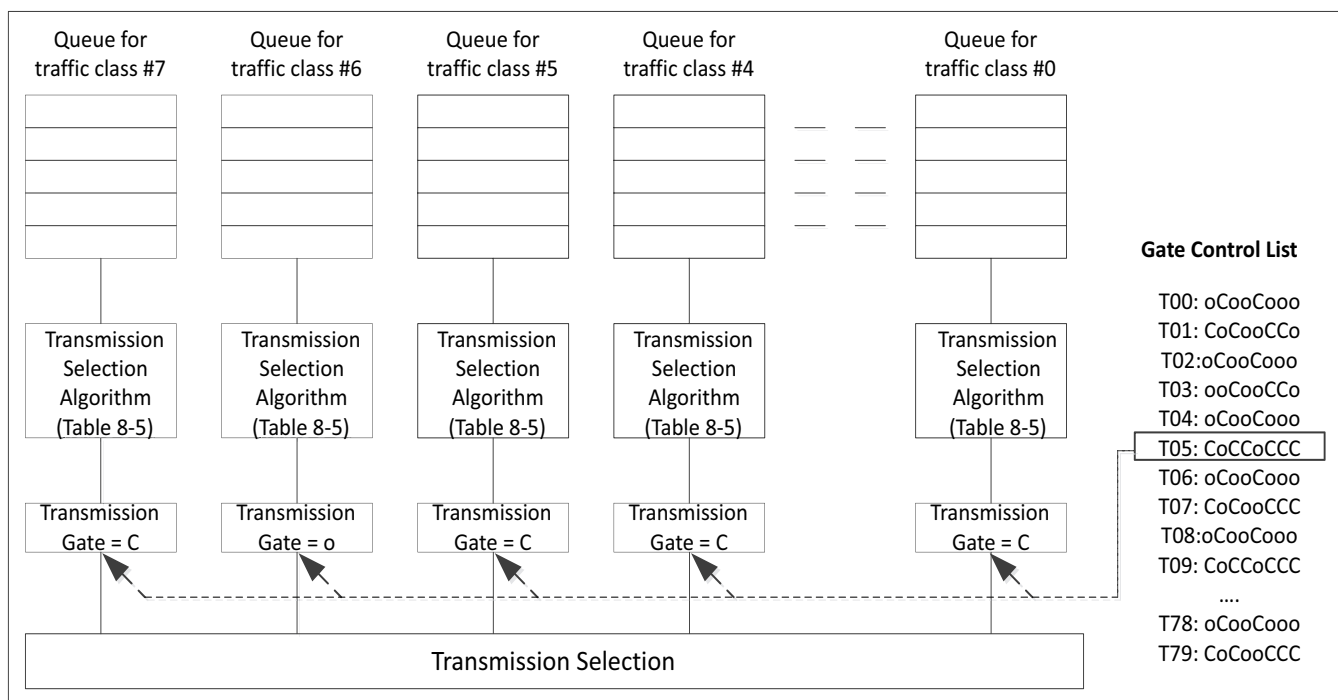 Queue for
traffic class #7
Queue for
traffic class #6
Queue for
traffic class #5
Queue for
traffic class #4
Queue for
traffic class #0
Transmission
Selection
Algorithm
(Table 8-5)
Transmission
Selection
Algorithm
(Table 8-5)
Transmission
Selection
Algorithm
(Table 8-5)
Transmission
Selection
Algorithm
(Table 8-5)
Transmission
Selection
Algorithm
(Table 8-5)
Transmission
Gate = C
Transmission
Gate = o
Transmission
Gate = C
Transmission
Gate = C
Transmission
Gate = C
Transmission Selection
Gate Control List
T00: oCooCooo
T01: CoCooCCo
T02:oCooCooo
T03: ooCooCCo
T04: oCooCooo
T05: CoCCoCCC
T06: oCooCooo
T07: CoCooCCC
T08:oCooCooo
T09: CoCCoCCC
....
T78: oCooCooo
T79: CoCooCCC